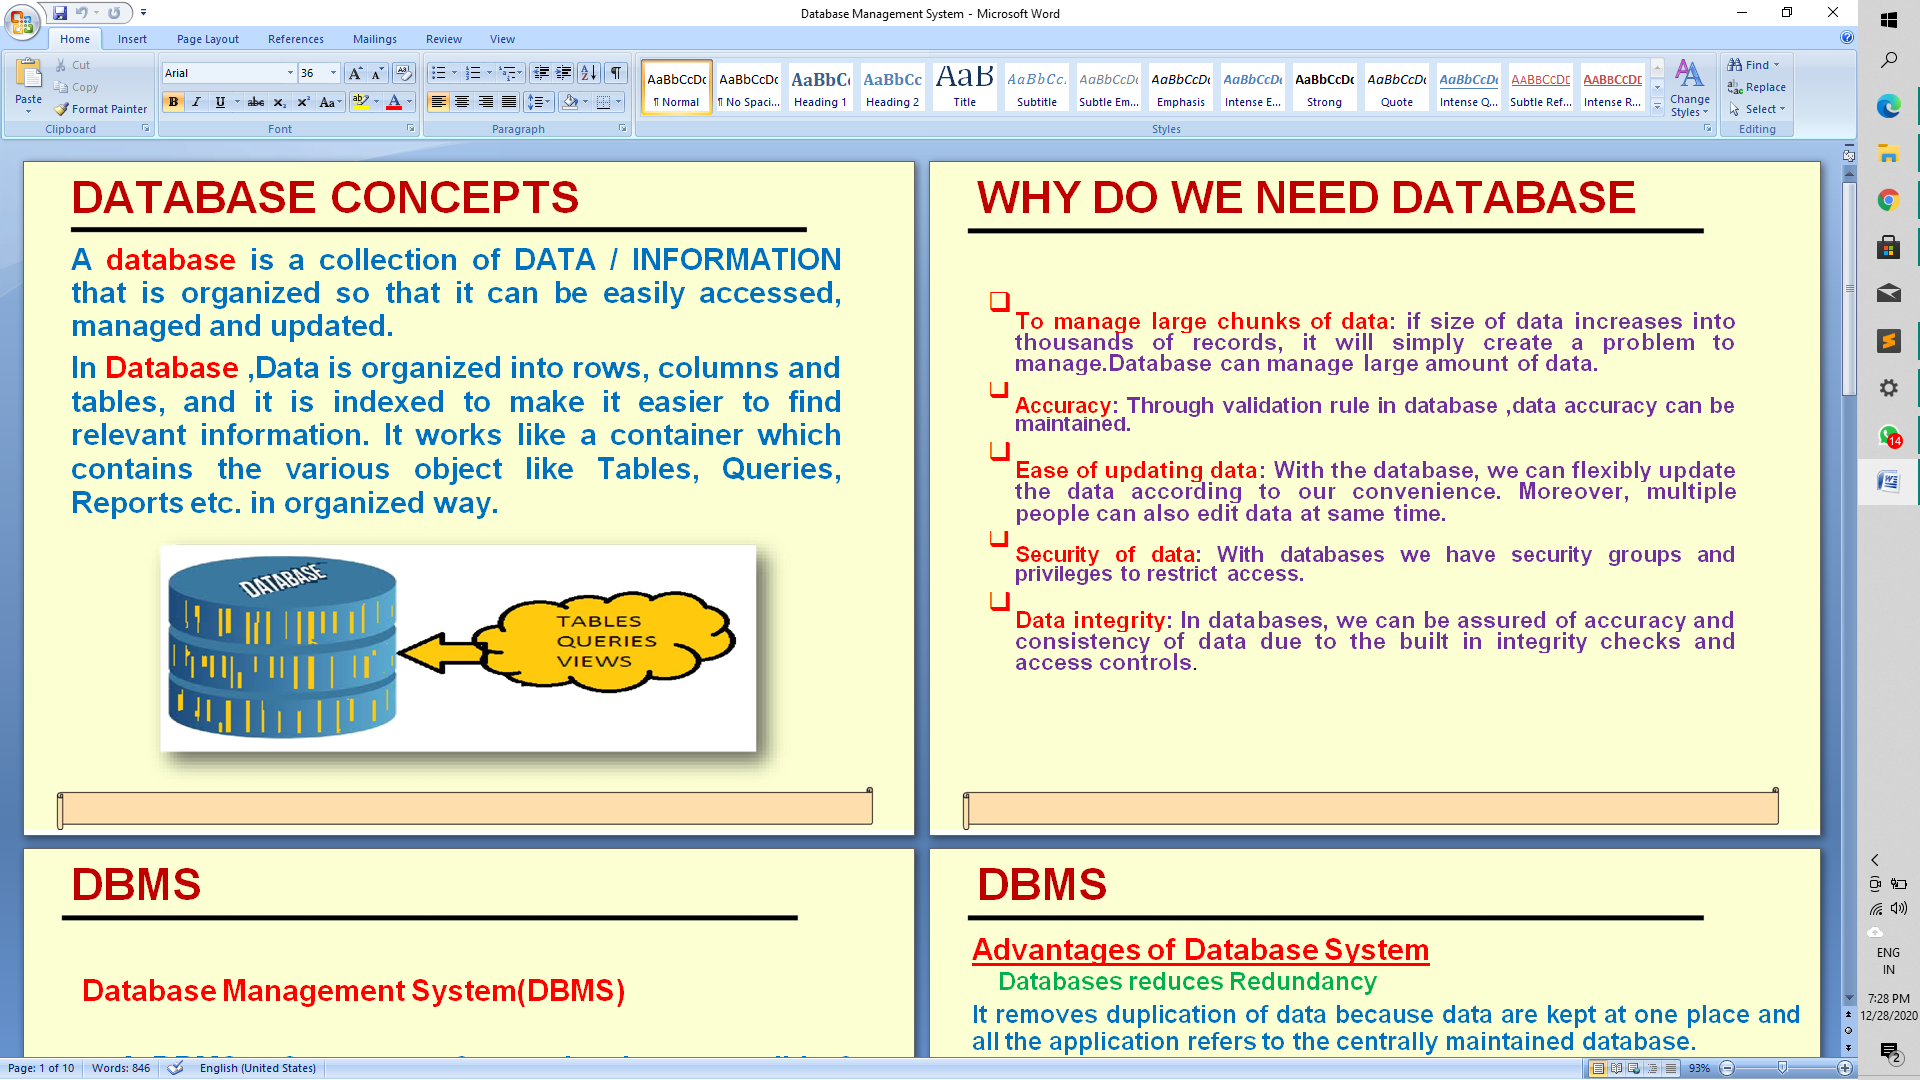 Database Management System - Microsoft Word
Home Insert Page Layout References Mailings Review View
Paste
Cut
Copy
Format Painter
Clipboard
Arial 36
Font
Paragraph
AaBbCcDc AaBbCcDc AaBbC AaBbCc AaB AaBbCc. AaBbCcDc AaBbCcDc AaBbCcDc AaBbCcDc AaBbCcDc AaBbCcDc AABBCCDD AABBCCDD
¶ Normal ¶ No Spaci... Heading 1 Heading 2 Title Subtitle Subtle Em... Emphasis Intense E... Strong Quote Intense Q... Subtle Ref... Intense R...
Change
Styles
Styles
Find
Replace
Select
Editing
DATABASE CONCEPTS
A database is a collection of DATA / INFORMATION
that is organized so that it can be easily accessed,
managed and updated.
In Database ,Data is organized into rows, columns and
tables, and it is indexed to make it easier to find
relevant information. It works like a container which
contains the various object like Tables, Queries,
Reports etc. in organized way.
DATABASE
TABLES
QUERIES
VIEWS
WHY DO WE NEED DATABASE
To manage large chunks of data: if size of data increases into
thousands of records, it will simply create a problem to
manage.Database can manage large amount of data.
Accuracy: Through validation rule in database ,data accuracy can be
maintained.
Ease of updating data: With the database, we can flexibly update
the data according to our convenience. Moreover, multiple
people can also edit data at same time.
Security of data: With databases we have security groups and
privileges to restrict access.
Data integrity: In databases, we can be assured of accuracy and
consistency of data due to the built in integrity checks and
access controls.
DBMS
Database Management System(DBMS)
DBMS
Advantages of Database System
Databases reduces Redundancy
It removes duplication of data because data are kept at one place and
all the application refers to the centrally maintained database.
Page: 1 of 10 Words: 846 English (United States) 93%
14
ENG
IN
7:28 PM
12/28/2020
2